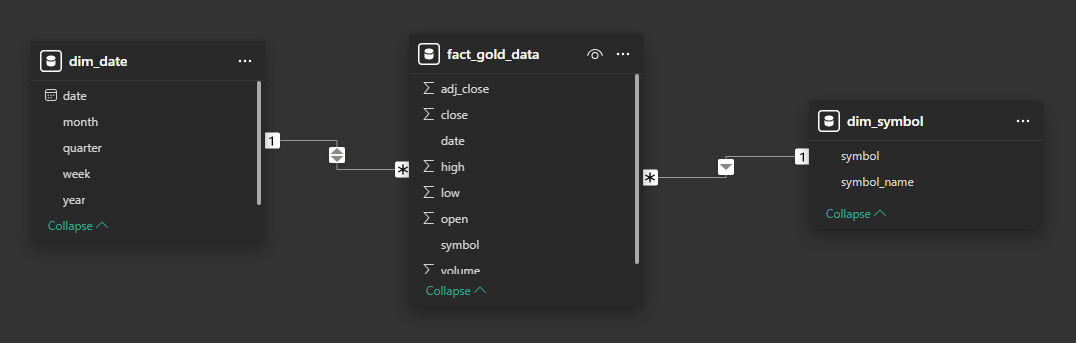 dim_date
date
month
quarter
week
year
Collapse
1
*
fact_gold_data
adj_close
close
date
high
low
open
symbol
volume
Collapse
*
1
dim_symbol
symbol
symbol_name
Collapse